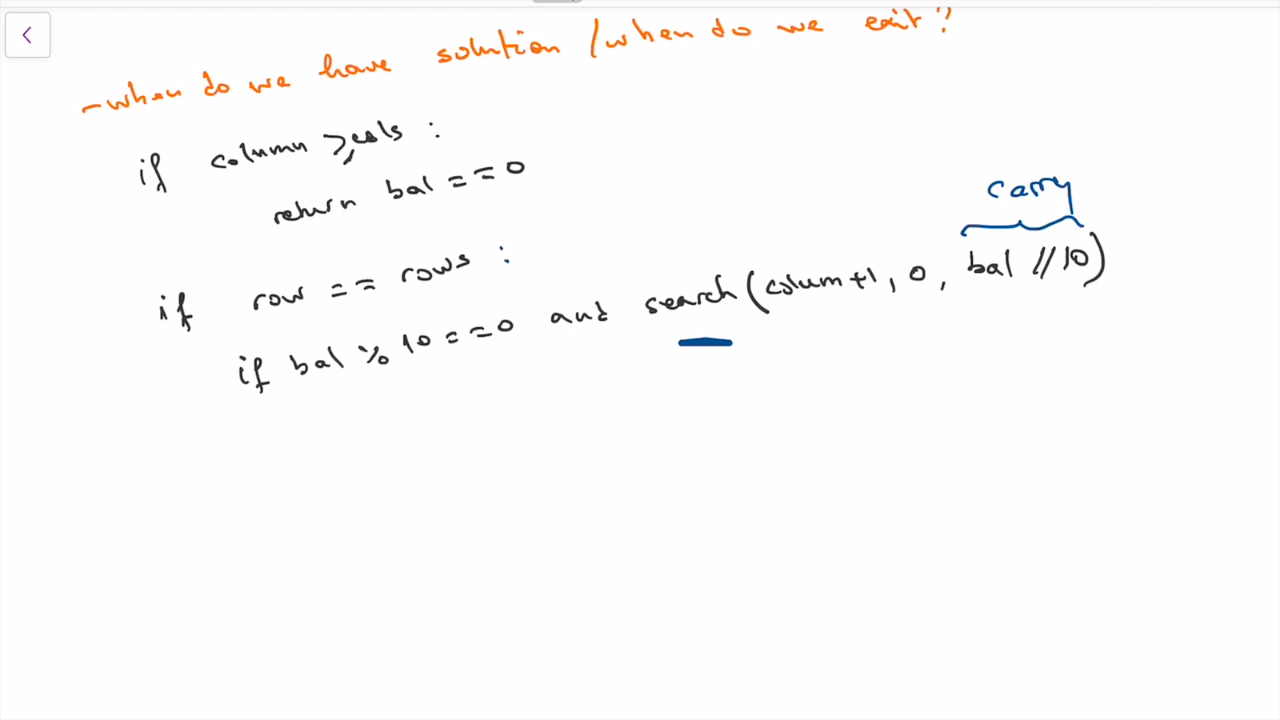 -when do we have solution / when do we exit?
if column ⩾ cols :
return bal == 0
carry
if row == rows :
if bal % 10 == 0 and search(colum+1, 0, bal // 10)